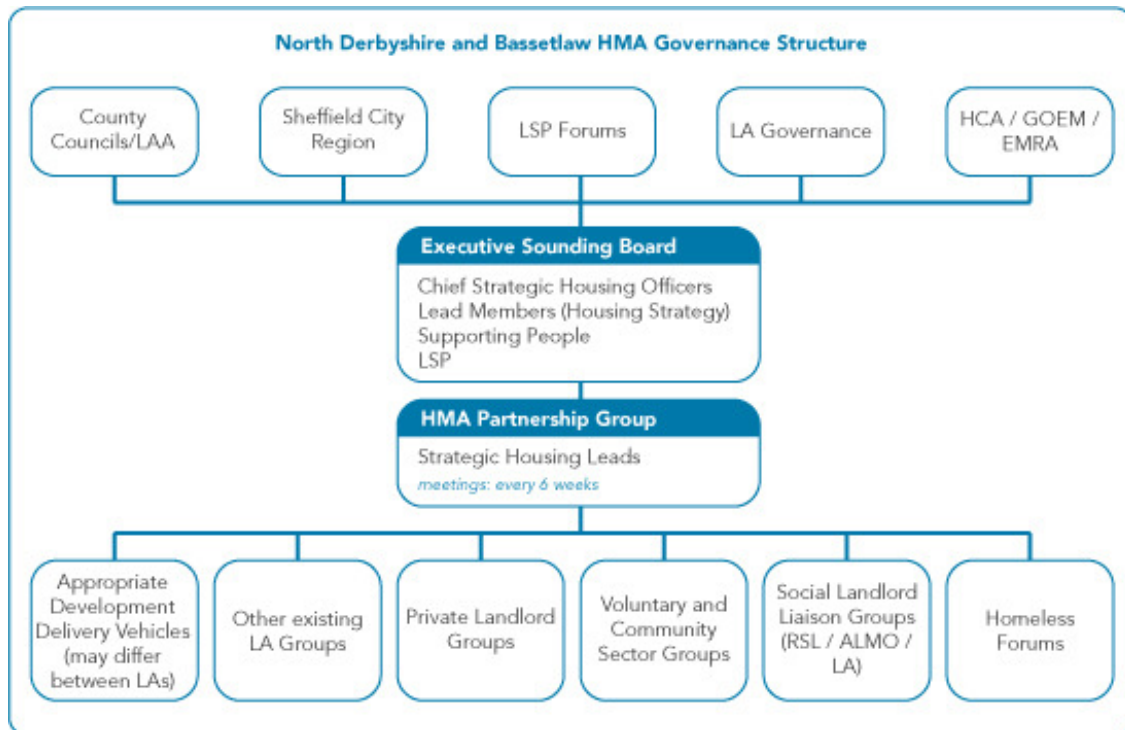 North Derbyshire and Bassetlaw HMA Governance Structure
County
Councils/LAA
Sheffield City
Region
LSP Forums
LA Governance
HCA / GOEM /
EMRA
Executive Sounding Board
Chief Strategic Housing Officers
Lead Members (Housing Strategy)
Supporting People
LSP
HMA Partnership Group
Strategic Housing Leads
meetings: every 6 weeks
Appropriate
Development
Delivery Vehicles
(may differ
between LAs)
Other existing
LA Groups
Private Landlord
Groups
Voluntary and
Community
Sector Groups
Social Landlord
Liaison Groups
(RSL / ALMO /
LA)
Homeless
Forums